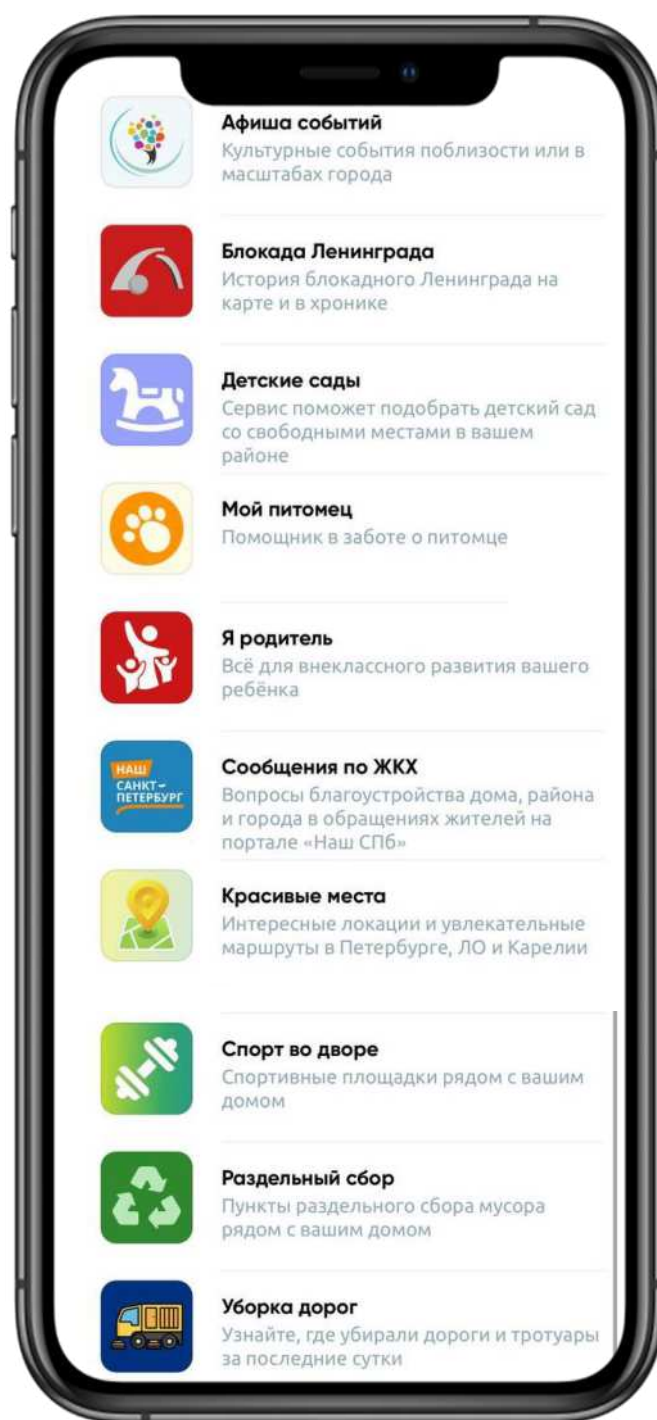 Афиша событий
Культурные события поблизости или в
масштабах города
Блокада Ленинграда
История блокадного Ленинграда на
карте и в хронике
Детские сады
Сервис поможет подобрать детский сад
со свободными местами в вашем
районе
Мой питомец
Помощник в заботе о питомце
Я родитель
Всё для внеклассного развития вашего
ребёнка
НАШ
САНКТ-
ПЕТЕРБУРГ
Сообщения по ЖКХ
Вопросы благоустройства дома, района
и города в обращениях жителей на
портале «Наш СПб»
Красивые места
Интересные локации и увлекательные
маршруты в Петербурге, ЛО и Карелии
Спорт во дворе
Спортивные площадки рядом с вашим
домом
Раздельный сбор
Пункты раздельного сбора мусора
рядом с вашим домом
Уборка дорог
Узнайте, где убирали дороги и тротуары
за последние сутки